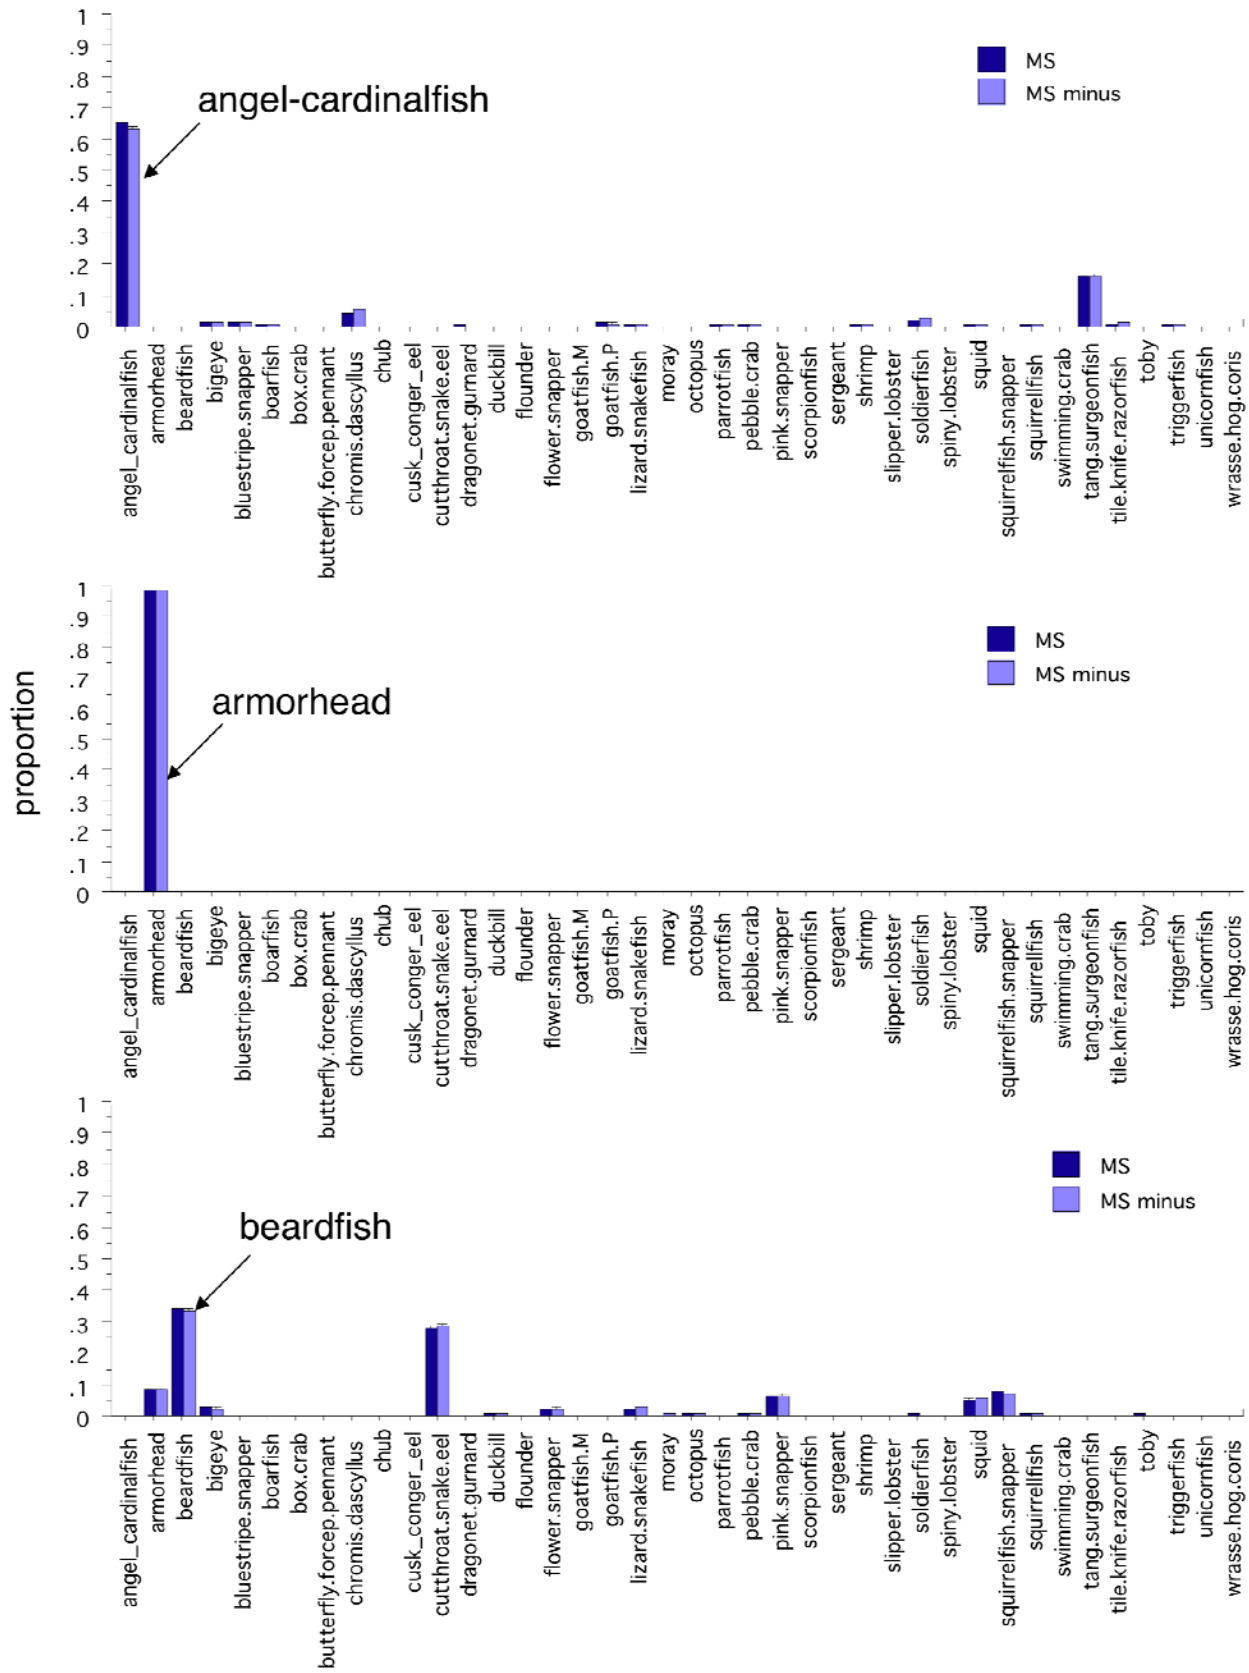 1
.9
.8
.7
.6
.5
.4
.3
.2
.1
0
MS
MS minus
angel-cardinalfish
angel_cardinalfish
armorhead
beardfish
bigeye
bluestripe.snapper
boarfish
box.crab
butterfly.forcep.pennant
chromis.dascyllus
chub
cusk_conger_eel
cutthroat.snake.eel
dragonet.gurnard
duckbill
flounder
flower.snapper
goatfish.M
goatfish.P
lizard.snakefish
moray
octopus
parrotfish
pebble.crab
pink.snapper
scorpionfish
sergeant
shrimp
slipper.lobster
soldierfish
spiny.lobster
squid
squirrelfish.snapper
squirrelfish
swimming.crab
tang.surgeonfish
tile.knife.razorfish
toby
triggerfish
unicornfish
wrasse.hog.coris
proportion
1
.9
.8
.7
.6
.5
.4
.3
.2
.1
0
MS
MS minus
armorhead
angel_cardinalfish
armorhead
beardfish
bigeye
bluestripe.snapper
boarfish
box.crab
butterfly.forcep.pennant
chromis.dascyllus
chub
cusk_conger_eel
cutthroat.snake.eel
dragonet.gurnard
duckbill
flounder
flower.snapper
goatfish.M
goatfish.P
lizard.snakefish
moray
octopus
parrotfish
pebble.crab
pink.snapper
scorpionfish
sergeant
shrimp
slipper.lobster
soldierfish
spiny.lobster
squid
squirrelfish.snapper
squirrelfish
swimming.crab
tang.surgeonfish
tile.knife.razorfish
toby
triggerfish
unicornfish
wrasse.hog.coris
1
.9
.8
.7
.6
.5
.4
.3
.2
.1
0
MS
MS minus
beardfish
angel_cardinalfish
armorhead
beardfish
bigeye
bluestripe.snapper
boarfish
box.crab
butterfly.forcep.pennant
chromis.dascyllus
chub
cusk_conger_eel
cutthroat.snake.eel
dragonet.gurnard
duckbill
flounder
flower.snapper
goatfish.M
goatfish.P
lizard.snakefish
moray
octopus
parrotfish
pebble.crab
pink.snapper
scorpionfish
sergeant
shrimp
slipper.lobster
soldierfish
spiny.lobster
squid
squirrelfish.snapper
squirrelfish
swimming.crab
tang.surgeonfish
tile.knife.razorfish
toby
triggerfish
unicornfish
wrasse.hog.coris